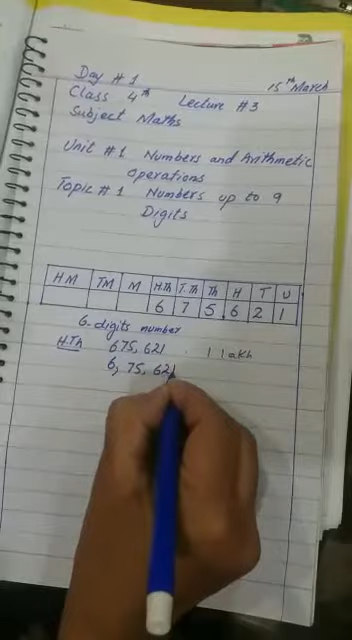 Day # 1 15th March
Class 4th Lecture # 3
Subject Maths
Unit # 1 Numbers and Arithmetic
Operations
Topic # 1 Numbers up to 9
Digits
HM TM M H.Th T.Th Th H T U
6 7 5 6 2 1
6-digits number
H.Th 675,621 1 lakh
6, 75, 621